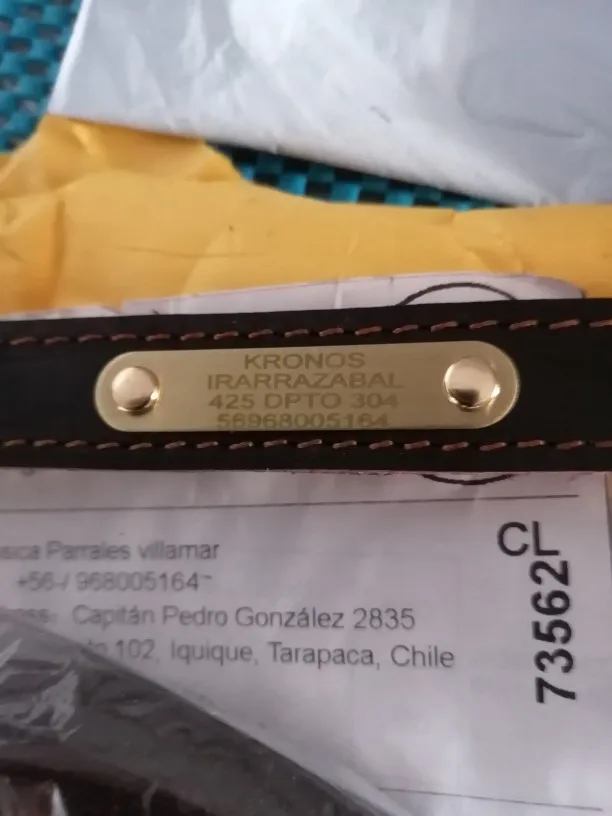 KRONOS
IRARRAZABAL
425 DPTO 304
56968005164
Parrales villamar
+56-/ 968005164-
Capitán Pedro González 2835
102, Iquique, Tarapaca, Chile
CL
73562